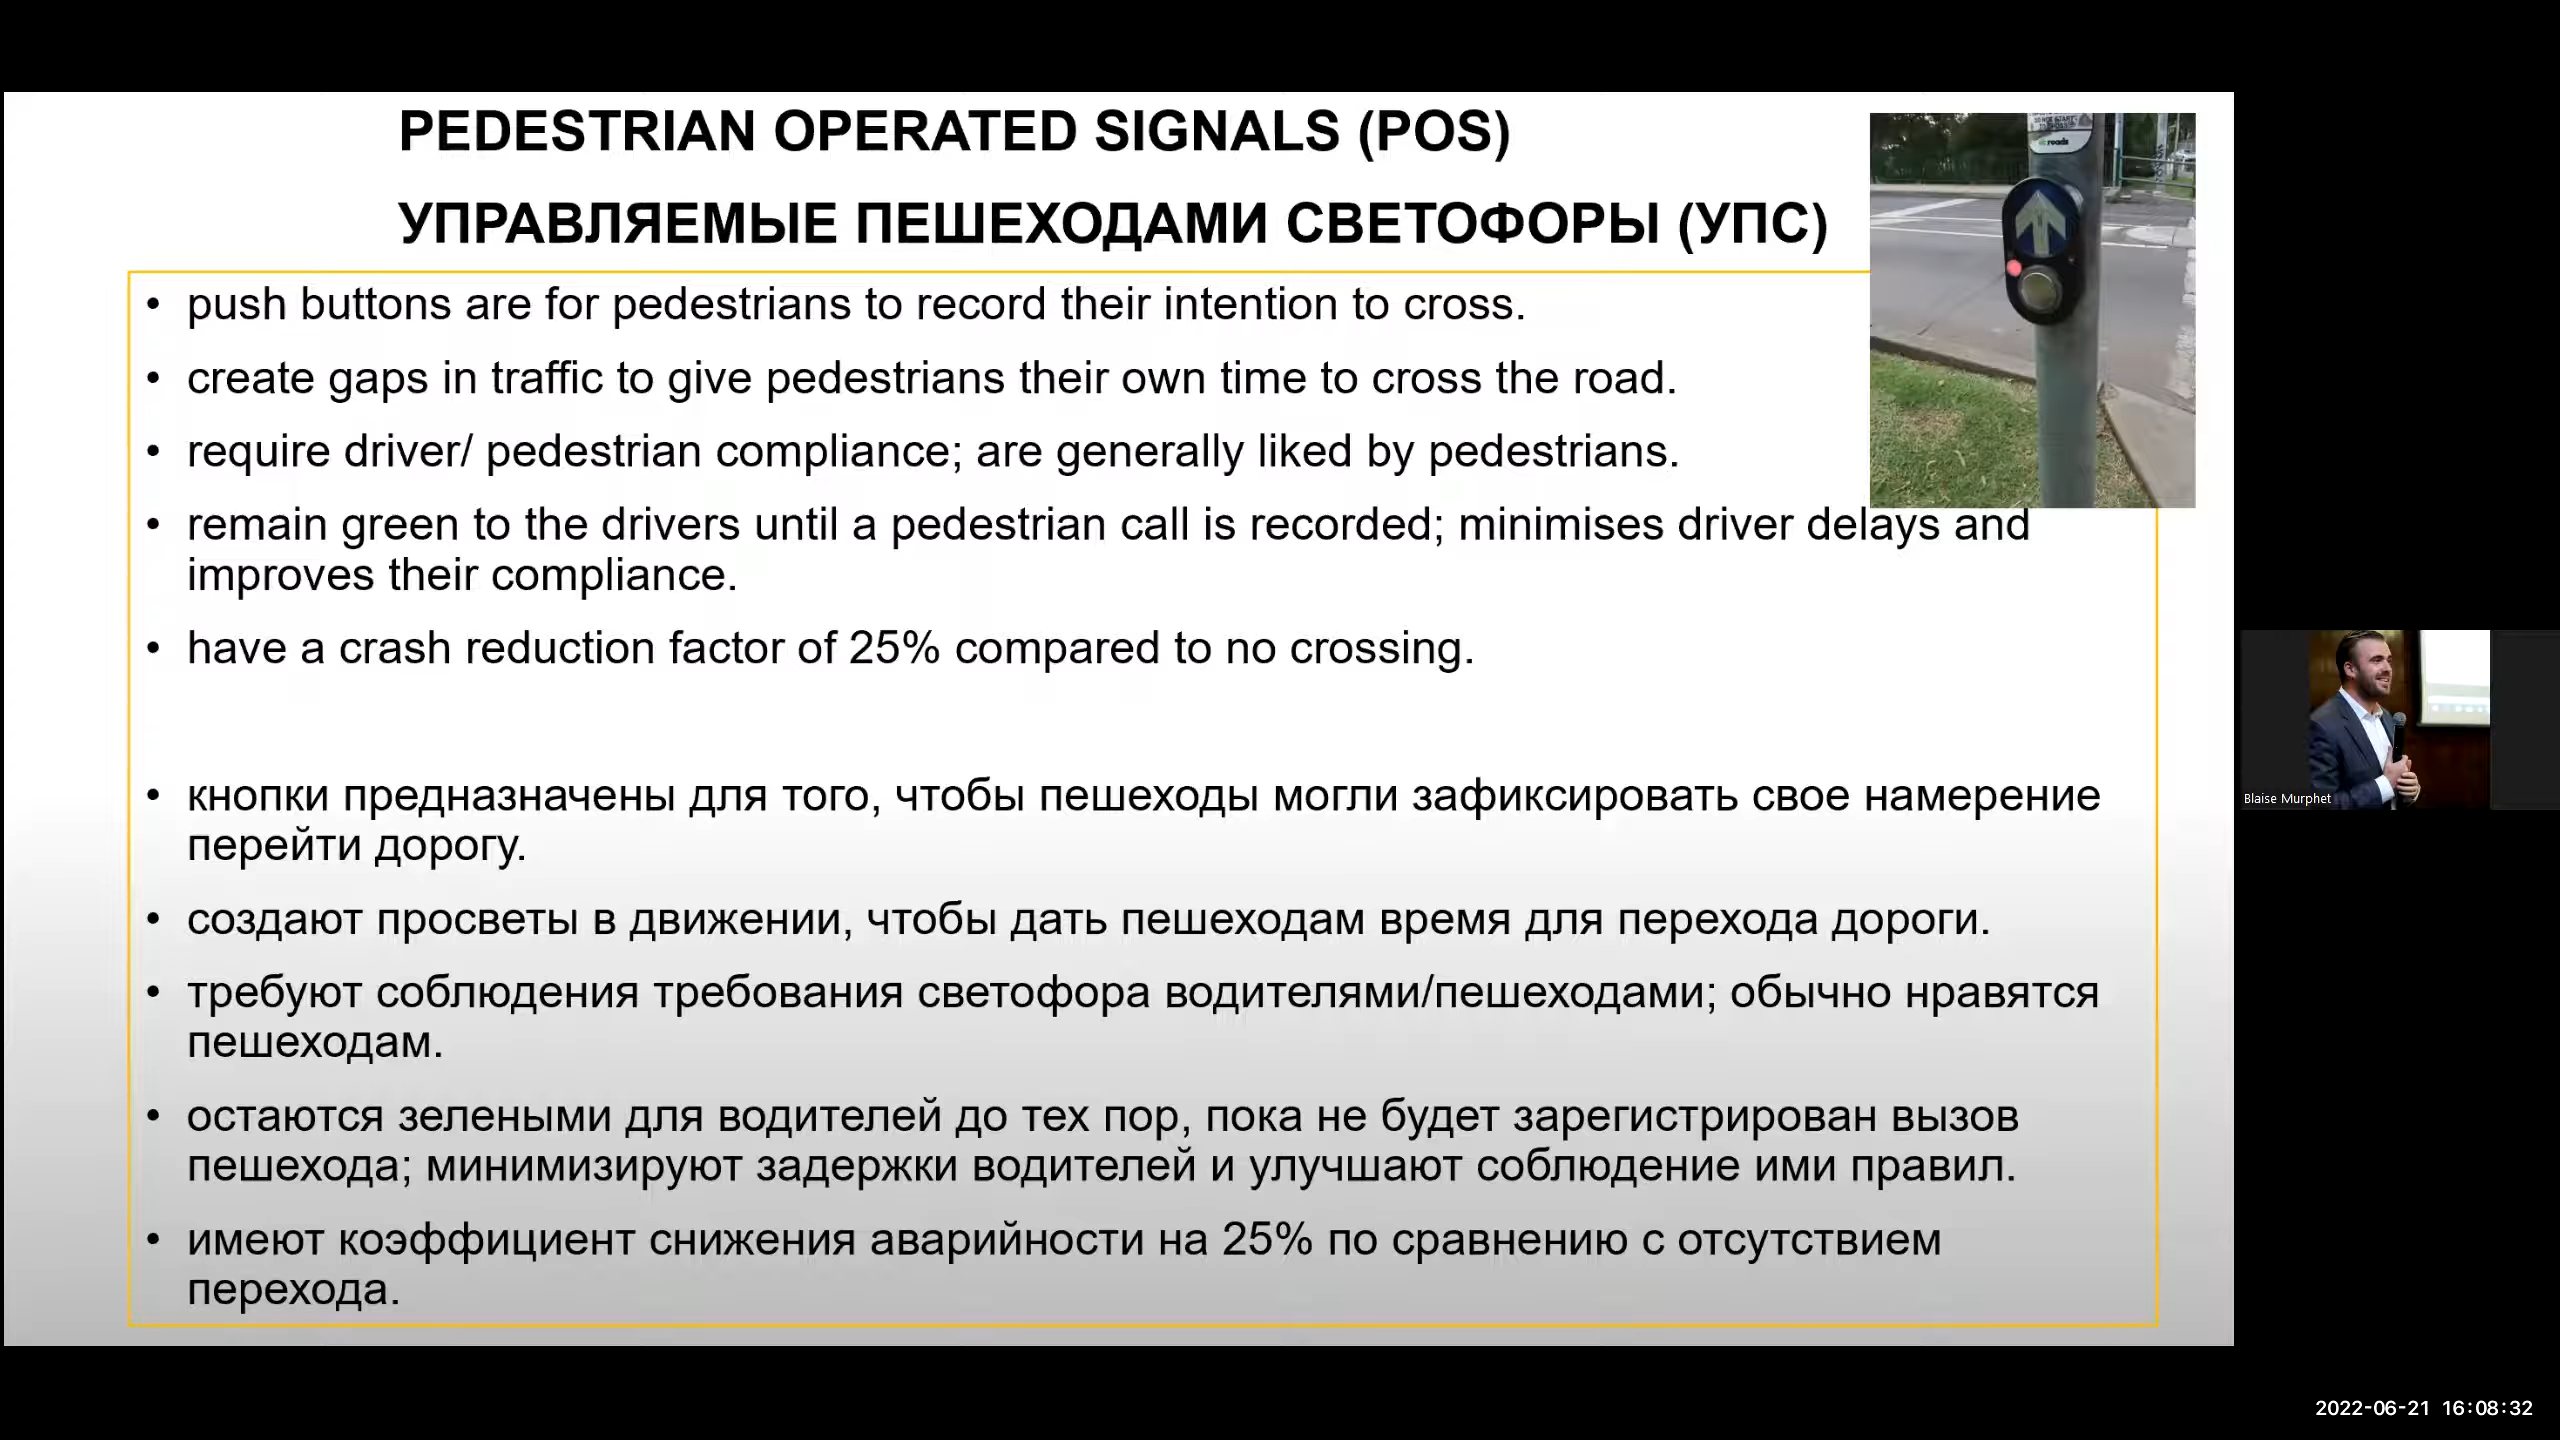 PEDESTRIAN OPERATED SIGNALS (POS)
УПРАВЛЯЕМЫЕ ПЕШЕХОДАМИ СВЕТОФОРЫ (УПС)
roads
• push buttons are for pedestrians to record their intention to cross.
• create gaps in traffic to give pedestrians their own time to cross the road.
• require driver/ pedestrian compliance; are generally liked by pedestrians.
• remain green to the drivers until a pedestrian call is recorded; minimises driver delays and
improves their compliance.
• have a crash reduction factor of 25% compared to no crossing.
• кнопки предназначены для того, чтобы пешеходы могли зафиксировать свое намерение
перейти дорогу.
• создают просветы в движении, чтобы дать пешеходам время для перехода дороги.
• требуют соблюдения требования светофора водителями/пешеходами; обычно нравятся
пешеходам.
• остаются зелеными для водителей до тех пор, пока не будет зарегистрирован вызов
пешехода; минимизируют задержки водителей и улучшают соблюдение ими правил.
• имеют коэффициент снижения аварийности на 25% по сравнению с отсутствием
перехода.
Blaise Murphet
2022-06-21 16:08:32